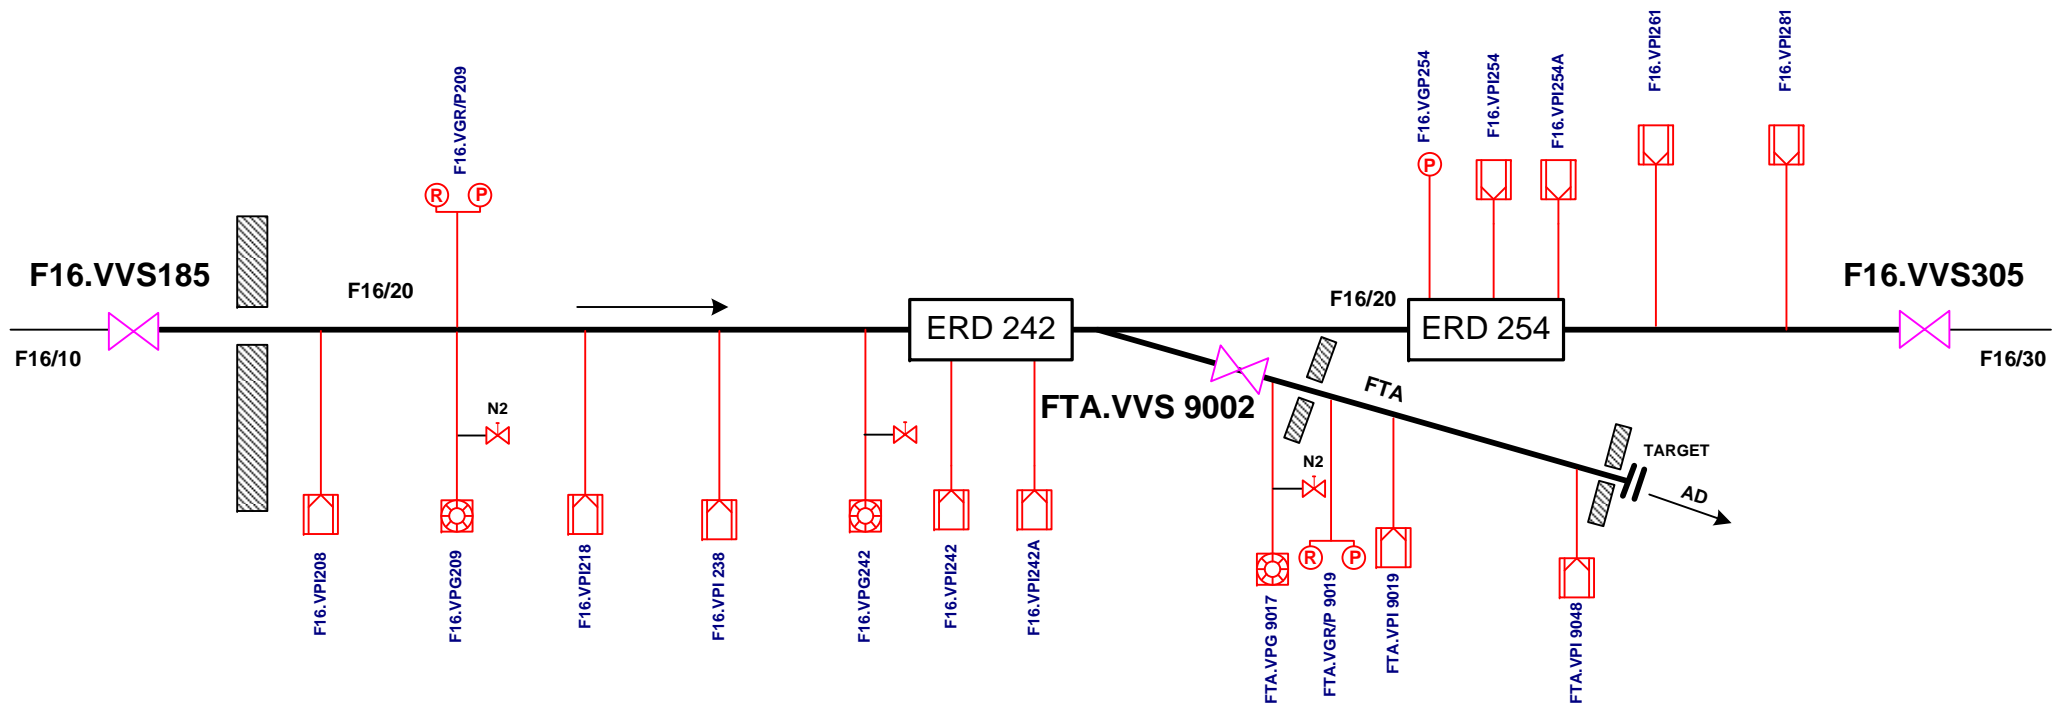 F16.VGR/P209
R
P
F16.VGP254
P
F16.VPI254
F16.VPI254A
F16.VPI261
F16.VPI281
F16.VVS185
F16/20
F16/10
ERD 242
F16/20
ERD 254
F16.VVS305
F16/30
FTA.VVS 9002
FTA
N2
N2
TARGET
AD
F16.VPI208
F16.VPG209
F16.VPI218
F16.VPI 238
F16.VPG242
F16.VPI242
F16.VPI242A
R
P
FTA.VPG 9017
FTA.VGR/P 9019
FTA.VPI 9019
FTA.VPI 9048